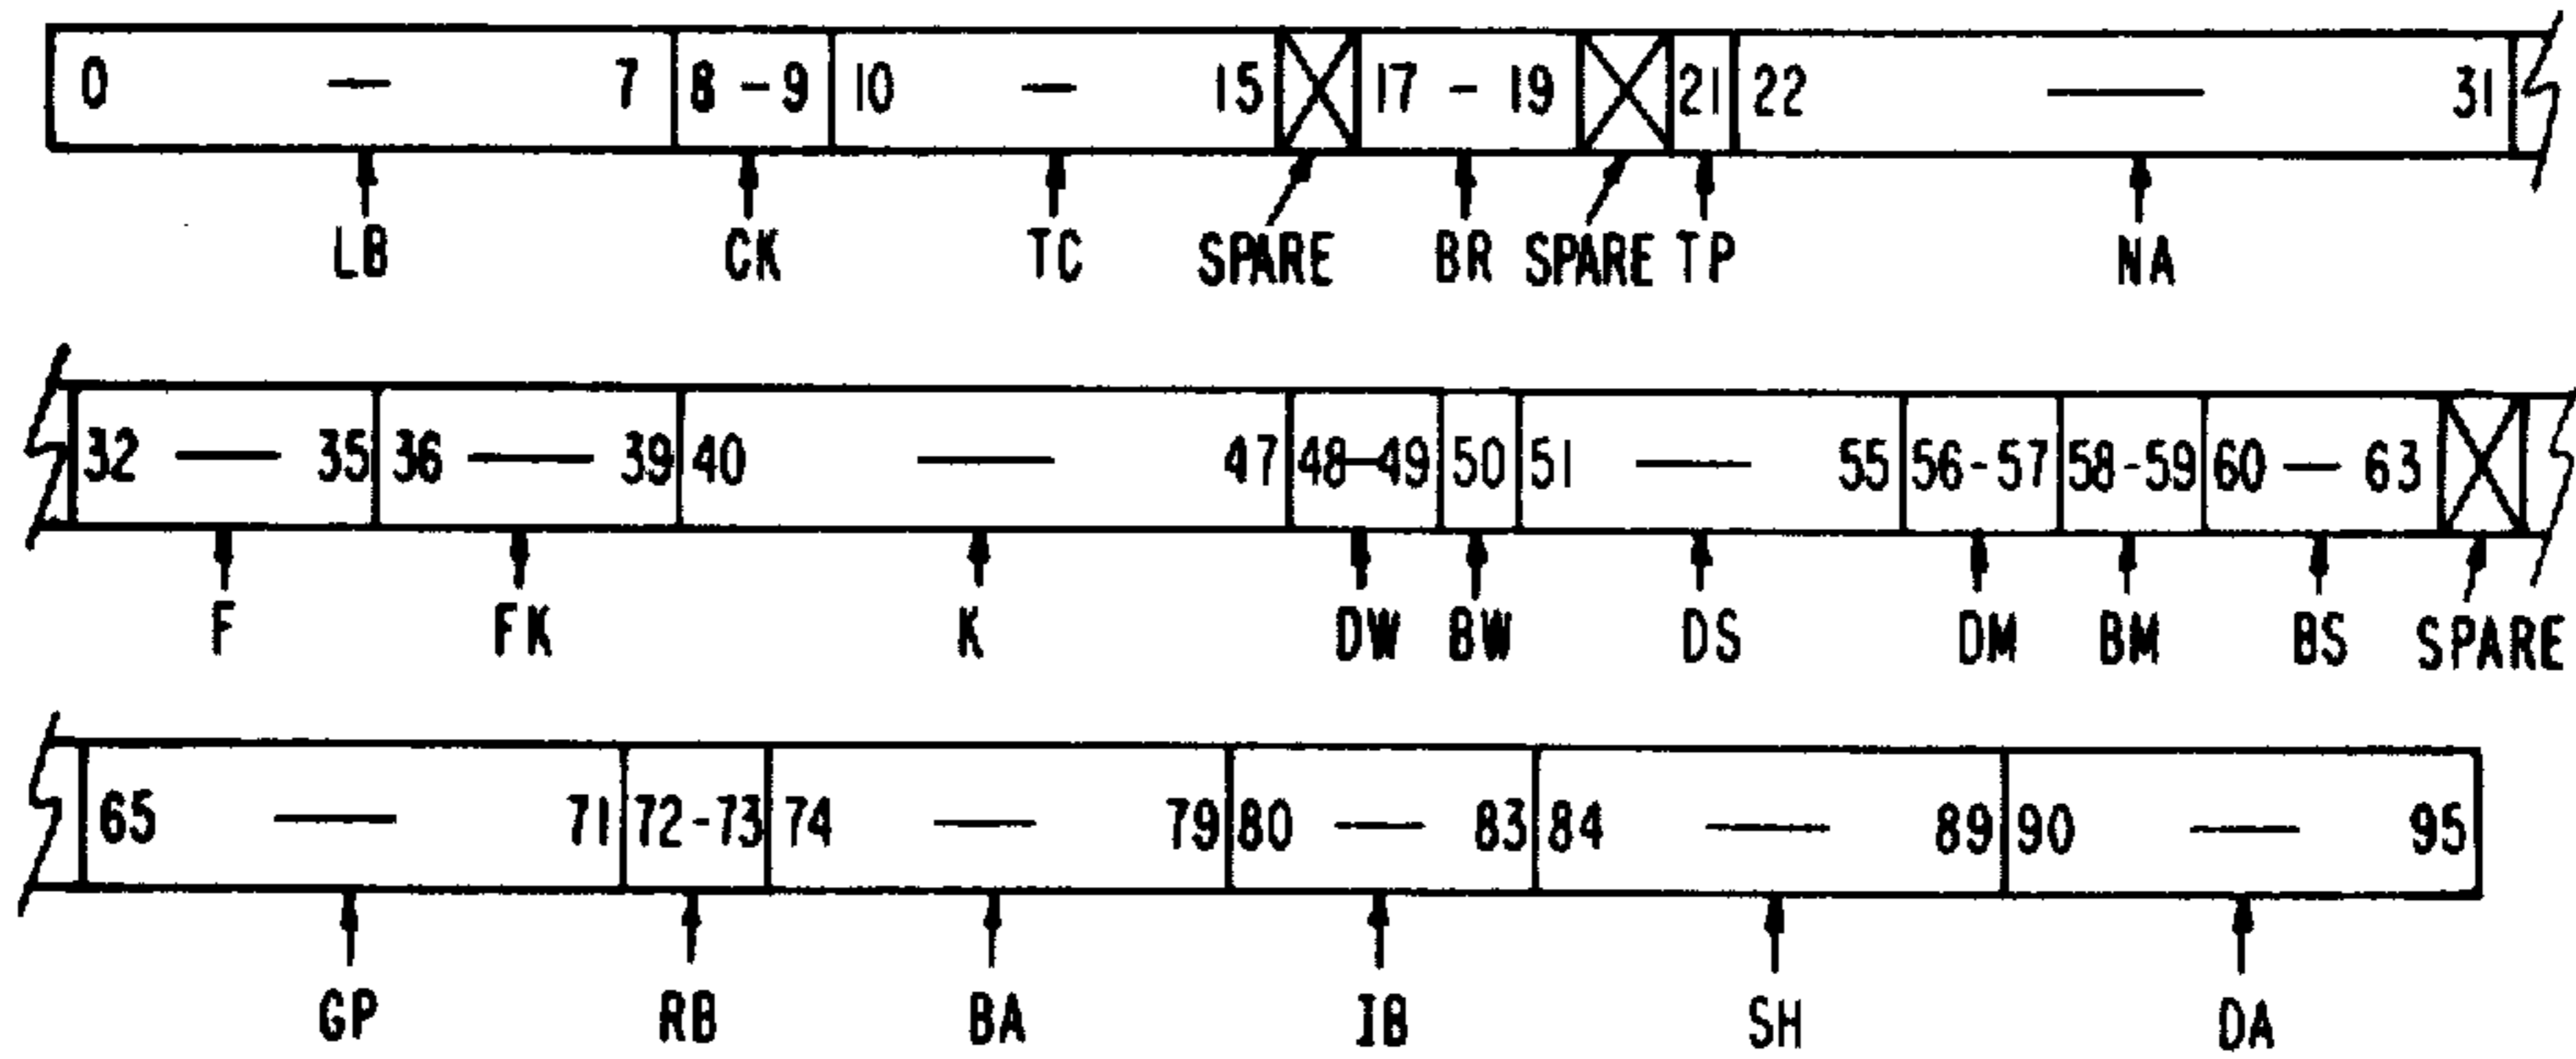 0 — 7 8 - 9 10 — 15 17 - 19 21 22 — 31
LB CK TC SPARE BR SPARE TP NA
32 — 35 36 — 39 40 — 47 48—49 50 51 — 55 56-57 58-59 60 — 63
F FK K DW BW DS DM BM BS SPARE
65 — 71 72-73 74 — 79 80 — 83 84 — 89 90 — 95
GP RB BA IB SH DA